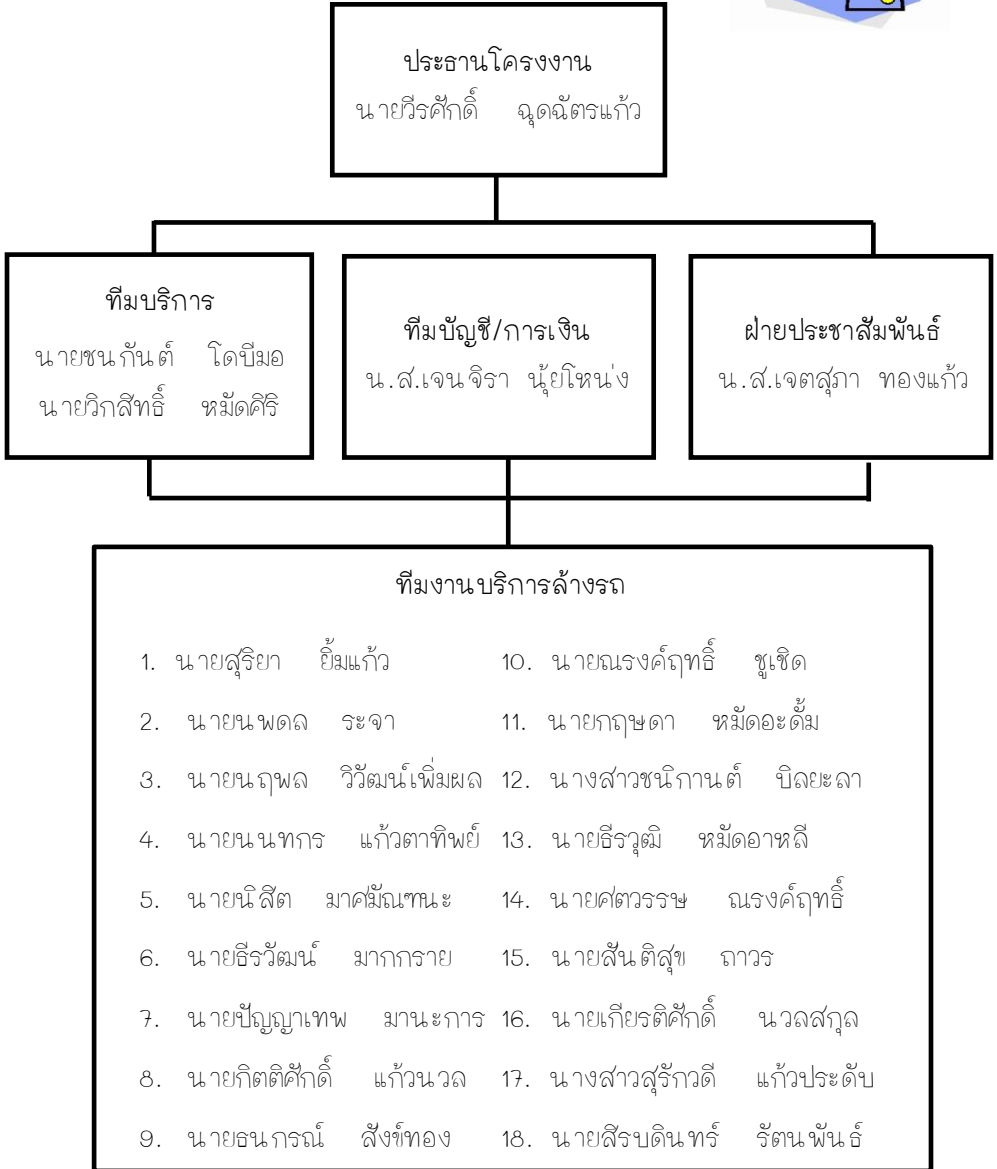 ประธานโครงงาน
นายวีรศักดิ์ ฉุดฉัตรแก้ว
ทีมบริการ
นายชนกันต์ โดบีมอ
นายวิกสิทธิ์ หมัดศิริ
ทีมบัญชี/การเงิน
น.ส.เจนจิรา นุ้ยโหน่ง
ฝ่ายประชาสัมพันธ์
น.ส.เจตสุภา ทองแก้ว
ทีมงานบริการล้างรถ
1. นายสุริยา ยิ้มแก้ว
2. นายนพดล ระจา
3. นายนฤพล วิวัฒน์เพิ่มผล
4. นายนนทกร แก้วตาทิพย์
5. นายนิสีต มาศมัณฑนะ
6. นายธีรวัฒน์ มากกราย
7. นายปัญญาเทพ มานะการ
8. นายกิตติศักดิ์ แก้วนวล
9. นายธนกรณ์ สังข์ทอง
10. นายณรงค์ฤทธิ์ ชูเชิด
11. นายกฤษดา หมัดอะดั้ม
12. นางสาวชนิกานต์ บิลยะลา
13. นายธีรวุฒิ หมัดอาหลี
14. นายศตวรรษ ณรงค์ฤทธิ์
15. นายสันติสุข ถาวร
16. นายเกียรติศักดิ์ นวลสกุล
17. นางสาวสุรักวดี แก้วประดับ
18. นายสิรบดินทร์ รัตนพันธ์